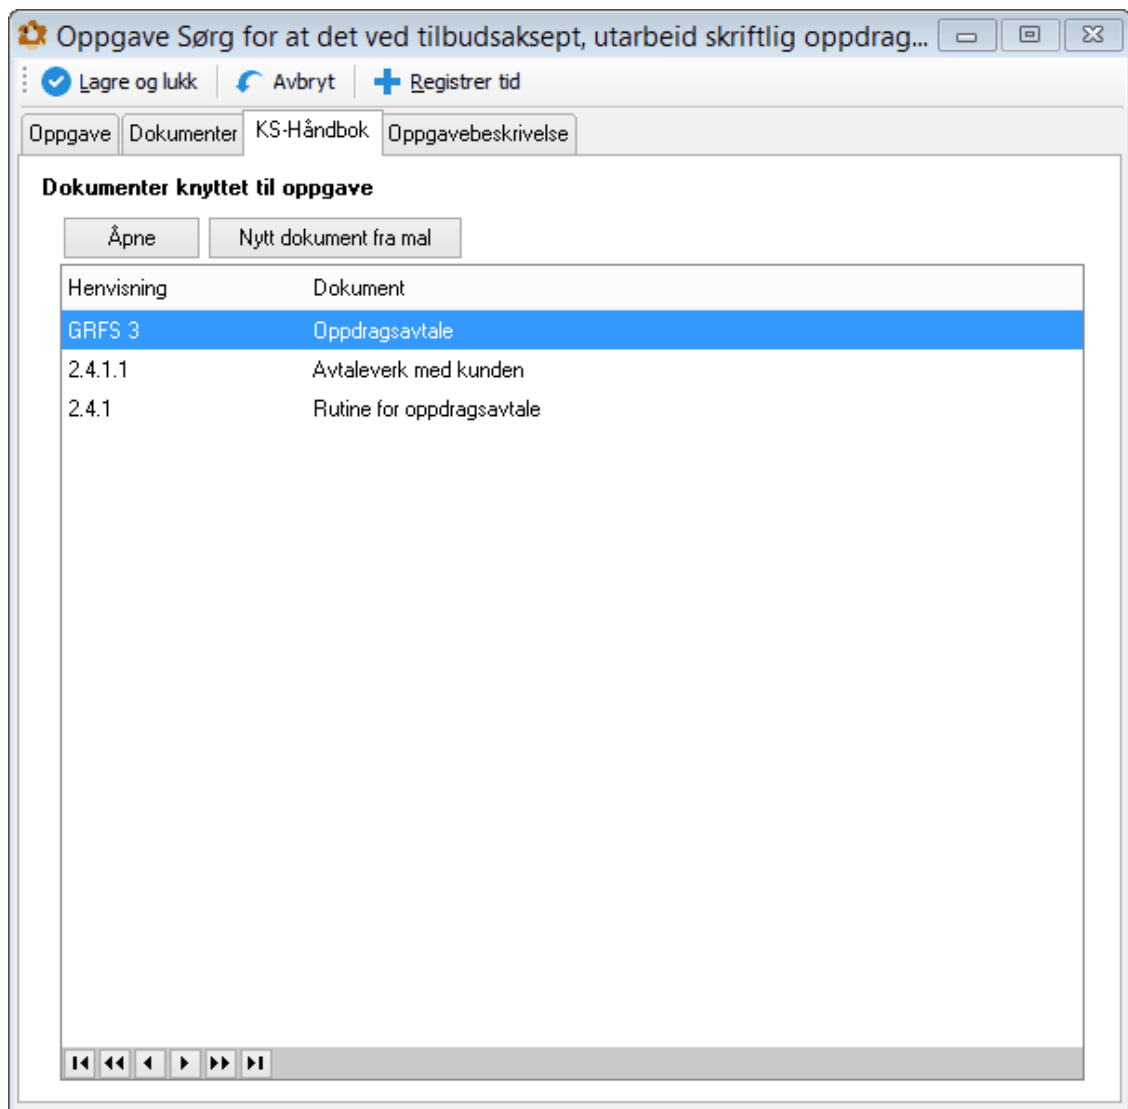 Oppgave Sørg for at det ved tilbudsaksept, utarbeid skriftlig oppdrag...
Lagre og lukk Avbryt Registrer tid
Oppgave Dokumenter KS-Håndbok Oppgavebeskrivelse
Dokumenter knyttet til oppgave
Åpne Nytt dokument fra mal
Henvisning Dokument
GRFS 3 Oppdragsavtale
2.4.1.1 Avtaleverk med kunden
2.4.1 Rutine for oppdragsavtale